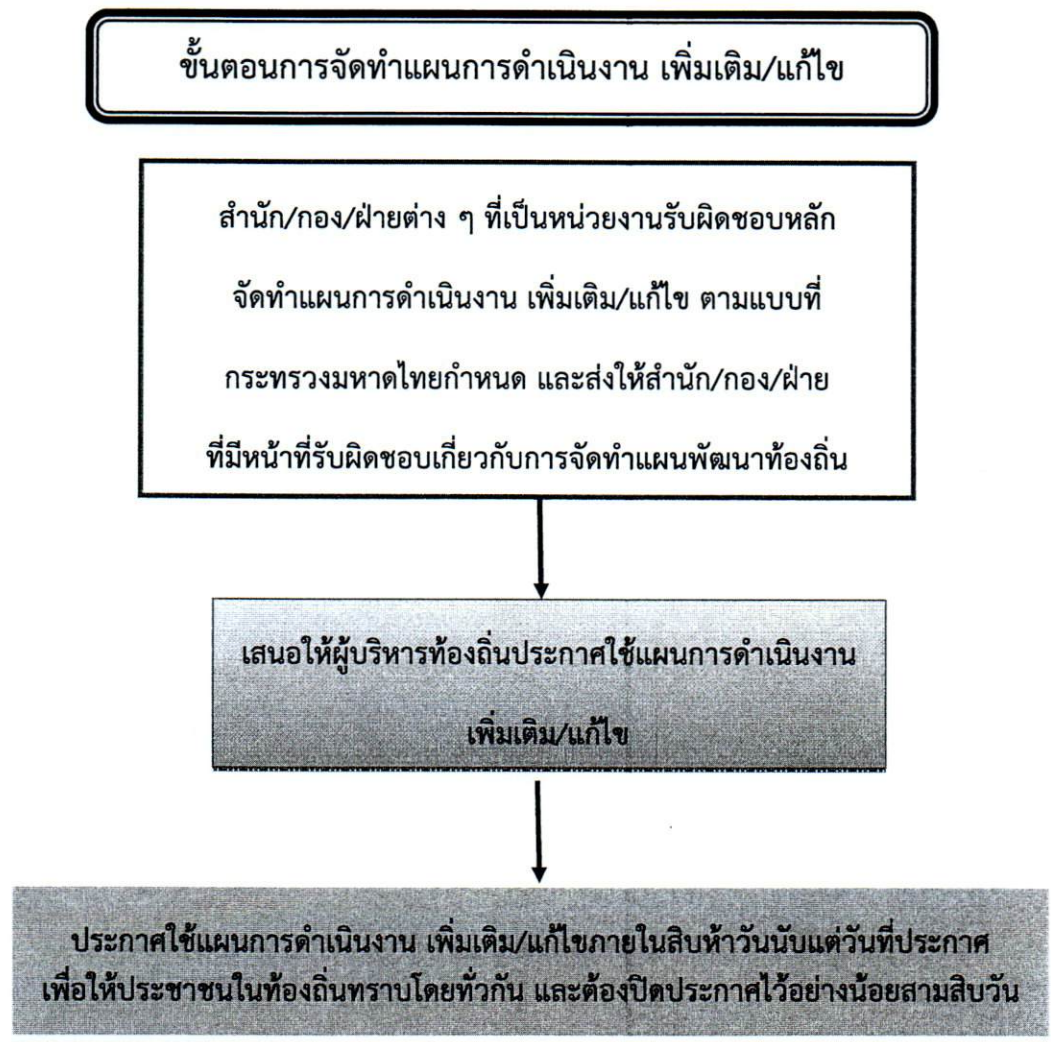 ขั้นตอนการจัดทำแผนการดำเนินงาน เพิ่มเติม/แก้ไข
สำนัก/กอง/ฝ่ายต่าง ๆ ที่เป็นหน่วยงานรับผิดชอบหลัก
จัดทำแผนการดำเนินงาน เพิ่มเติม/แก้ไข ตามแบบที่
กระทรวงมหาดไทยกำหนด และส่งให้สำนัก/กอง/ฝ่าย
ที่มีหน้าที่รับผิดชอบเกี่ยวกับการจัดทำแผนพัฒนาท้องถิ่น
เสนอให้ผู้บริหารท้องถิ่นประกาศใช้แผนการดำเนินงาน
เพิ่มเติม/แก้ไข
ประกาศใช้แผนการดำเนินงาน เพิ่มเติม/แก้ไขภายในสิบห้าวันนับแต่วันที่ประกาศ
เพื่อให้ประชาชนในท้องถิ่นทราบโดยทั่วกัน และต้องปิดประกาศไว้อย่างน้อยสามสิบวัน